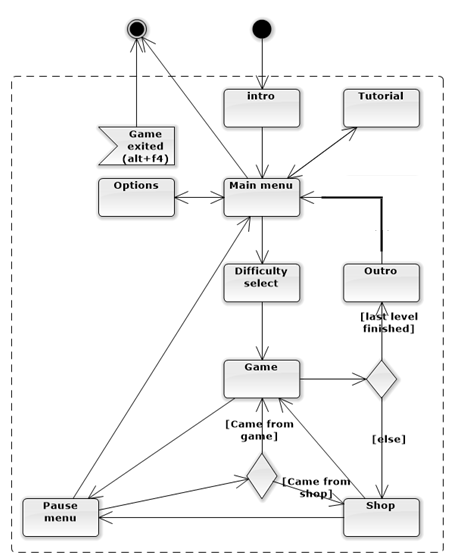 intro
Tutorial
Game
exited
(alt+f4)
Options
Main menu
Difficulty
select
Outro
[last level
finished]
Game
[Came from
game]
[else]
[Came from
shop]
Pause
menu
Shop